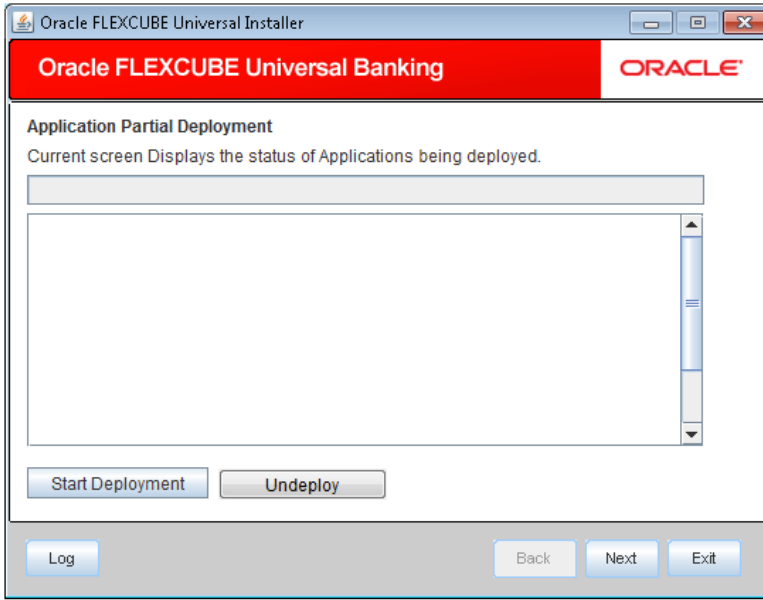 Oracle FLEXCUBE Universal Installer
Oracle FLEXCUBE Universal Banking
ORACLE
Application Partial Deployment
Current screen Displays the status of Applications being deployed.
Start Deployment Undeploy
Log Back Next Exit